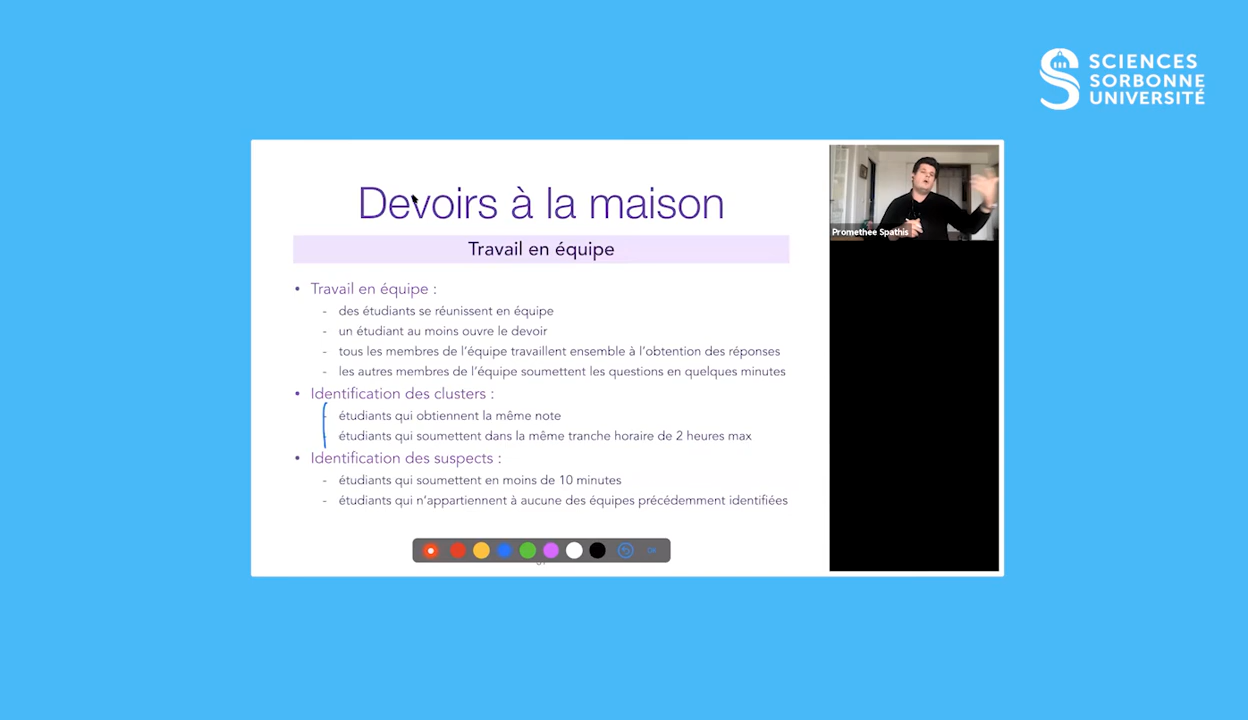 SCIENCES
SORBONNE
UNIVERSITÉ
Devoirs à la maison
Travail en équipe
• Travail en équipe :
- des étudiants se réunissent en équipe
- un étudiant au moins ouvre le devoir
- tous les membres de l'équipe travaillent ensemble à l'obtention des réponses
- les autres membres de l'équipe soumettent les questions en quelques minutes
• Identification des clusters :
- étudiants qui obtiennent la même note
- étudiants qui soumettent dans la même tranche horaire de 2 heures max
• Identification des suspects :
- étudiants qui soumettent en moins de 10 minutes
- étudiants qui n'appartiennent à aucune des équipes précédemment identifiées
Promethee Spathis